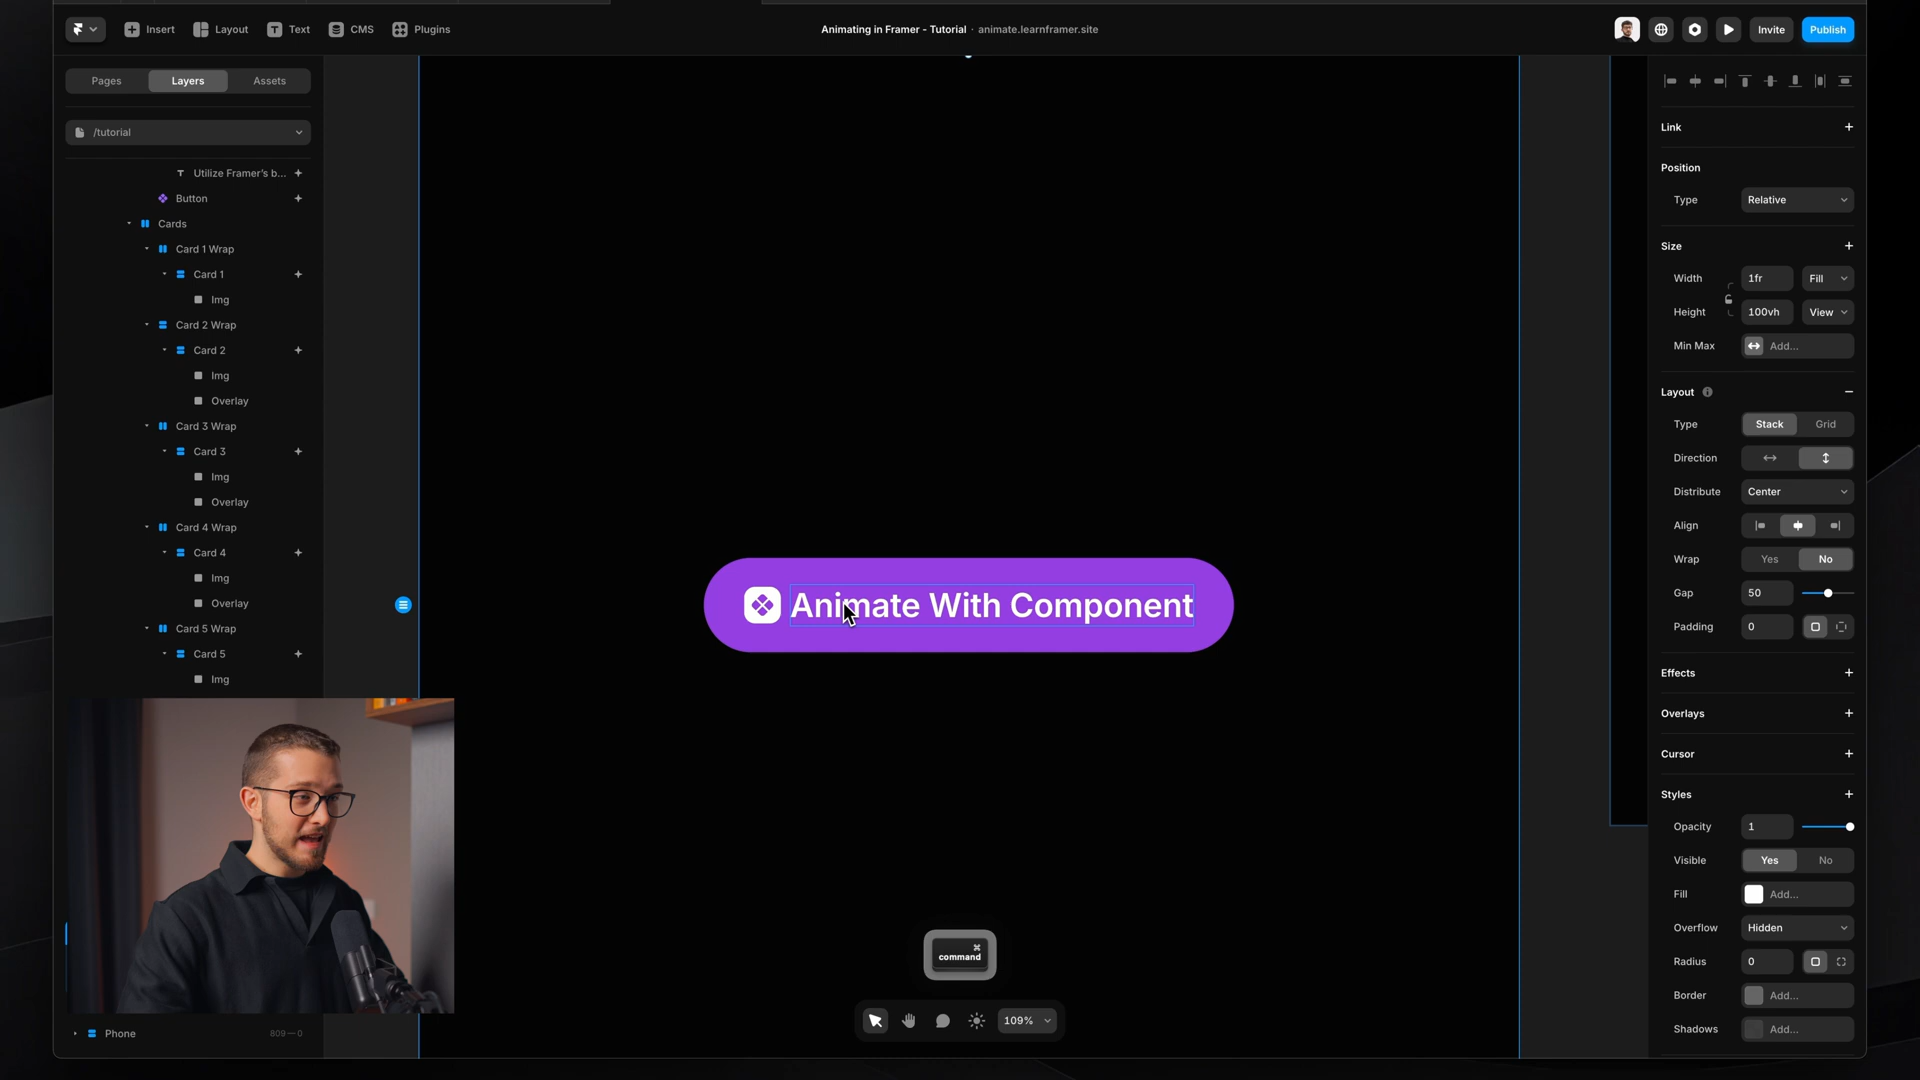 Insert
Layout
Text
CMS
Plugins
Animating in Framer - Tutorial · animate.learnframer.site
Invite
Publish
Pages
Layers
Assets
/tutorial
Utilize Framer's b...
Button
Cards
Card 1 Wrap
Card 1
Img
Card 2 Wrap
Card 2
Img
Overlay
Card 3 Wrap
Card 3
Img
Overlay
Card 4 Wrap
Card 4
Img
Overlay
Card 5 Wrap
Card 5
Img
Phone 809 — 0
Animate With Component
⌘
command
109%
Link
Position
Type Relative
Size
Width 1fr Fill
Height 100vh View
Min Max Add...
Layout
Type Stack Grid
Direction
Distribute Center
Align
Wrap Yes No
Gap 50
Padding 0
Effects
Overlays
Cursor
Styles
Opacity 1
Visible Yes No
Fill Add...
Overflow Hidden
Radius 0
Border Add...
Shadows Add...